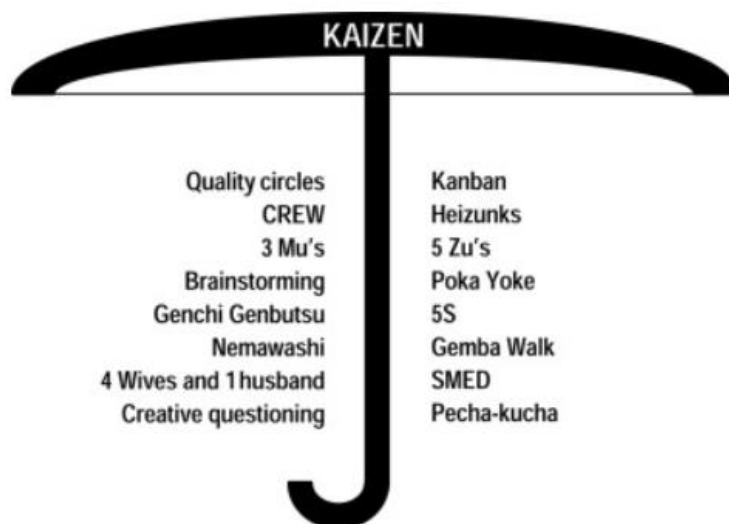 KAIZEN
Quality circles
CREW
3 Mu's
Brainstorming
Genchi Genbutsu
Nemawashi
4 Wives and 1 husband
Creative questioning
Kanban
Heizunks
5 Zu's
Poka Yoke
5S
Gemba Walk
SMED
Pecha-kucha